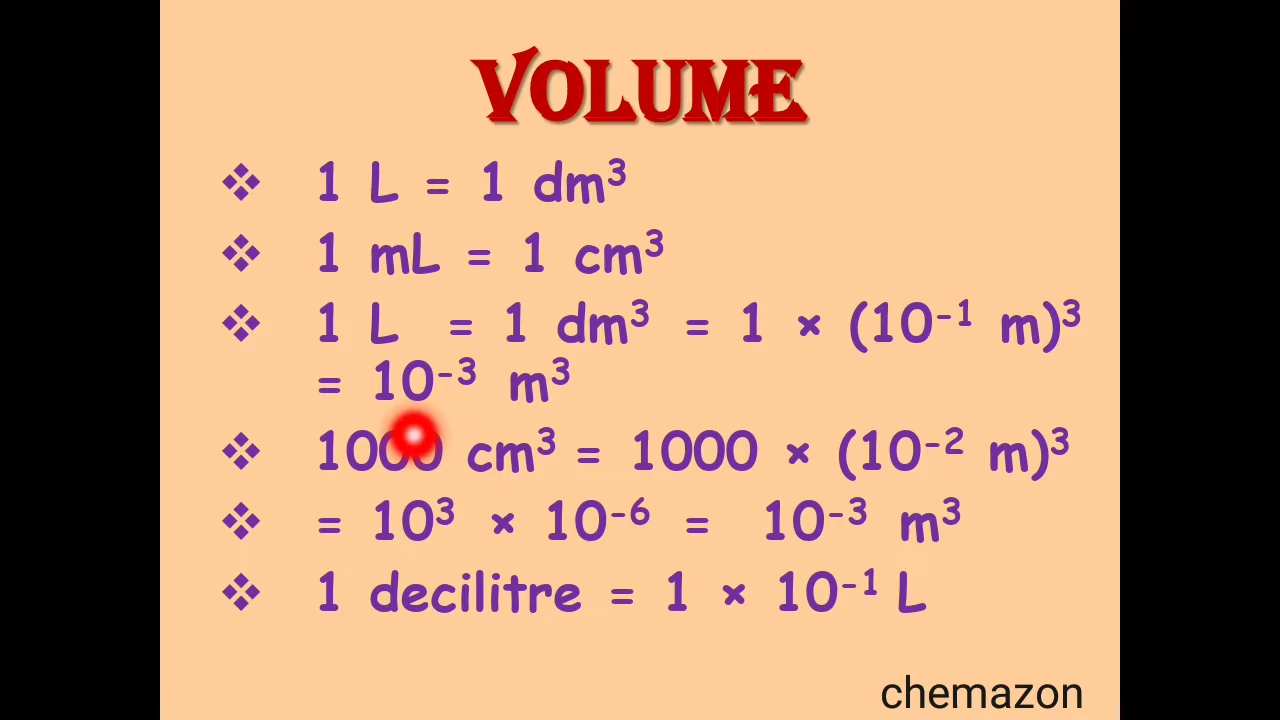 VOLUME
❖ 1 L = 1 dm³
❖ 1 mL = 1 cm³
❖ 1 L = 1 dm³ = 1 × (10⁻¹ m)³
= 10⁻³ m³
❖ 1000 cm³ = 1000 × (10⁻² m)³
❖ = 10³ × 10⁻⁶ = 10⁻³ m³
❖ 1 decilitre = 1 × 10⁻¹ L
chemazon